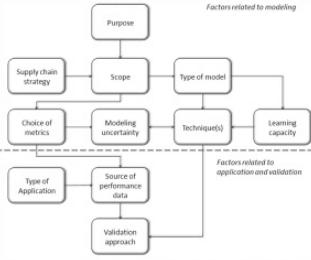 Factors related to modeling
Purpose
Supply chain
strategy
Scope
Type of model
Choice of
metrics
Modeling
uncertainty
Technique(s)
Learning
capacity
Factors related to
application and validation
Type of
Application
Source of
performance
data
Validation
approach